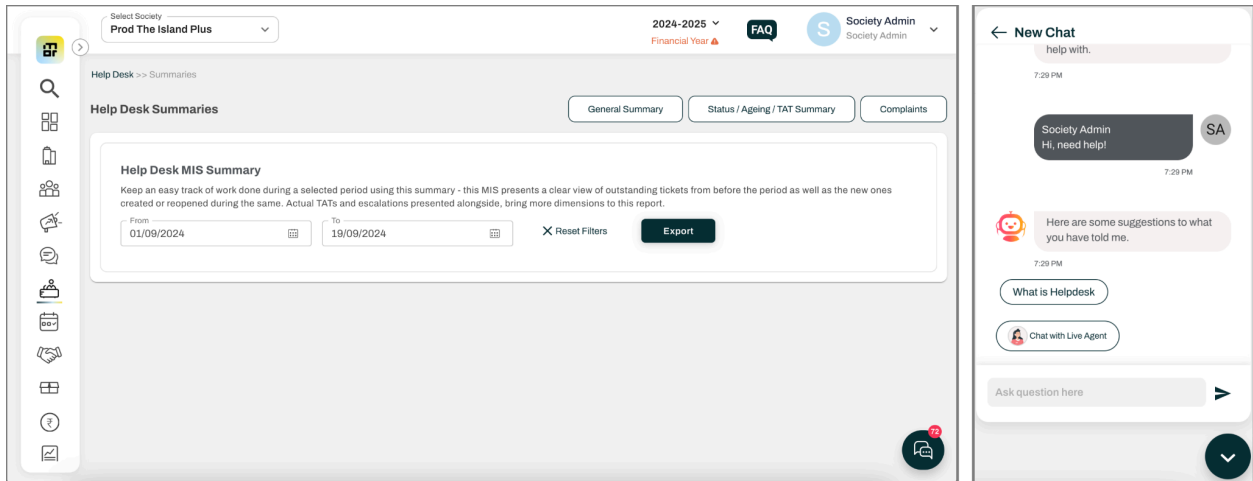 Select Society
Prod The Island Plus
2024-2025
Financial Year
FAQ
S
Society Admin
Society Admin
Help Desk >> Summaries
Help Desk Summaries
General Summary
Status / Ageing / TAT Summary
Complaints
Help Desk MIS Summary
Keep an easy track of work done during a selected period using this summary - this MIS presents a clear view of outstanding tickets from before the period as well as the new ones
created or reopened during the same. Actual TATs and escalations presented alongside, bring more dimensions to this report.
From
01/09/2024
To
19/09/2024
Reset Filters
Export
72
New Chat
help with.
7:29 PM
Society Admin
Hi, need help!
SA
7:29 PM
Here are some suggestions to what
you have told me.
7:29 PM
What is Helpdesk
Chat with Live Agent
Ask question here